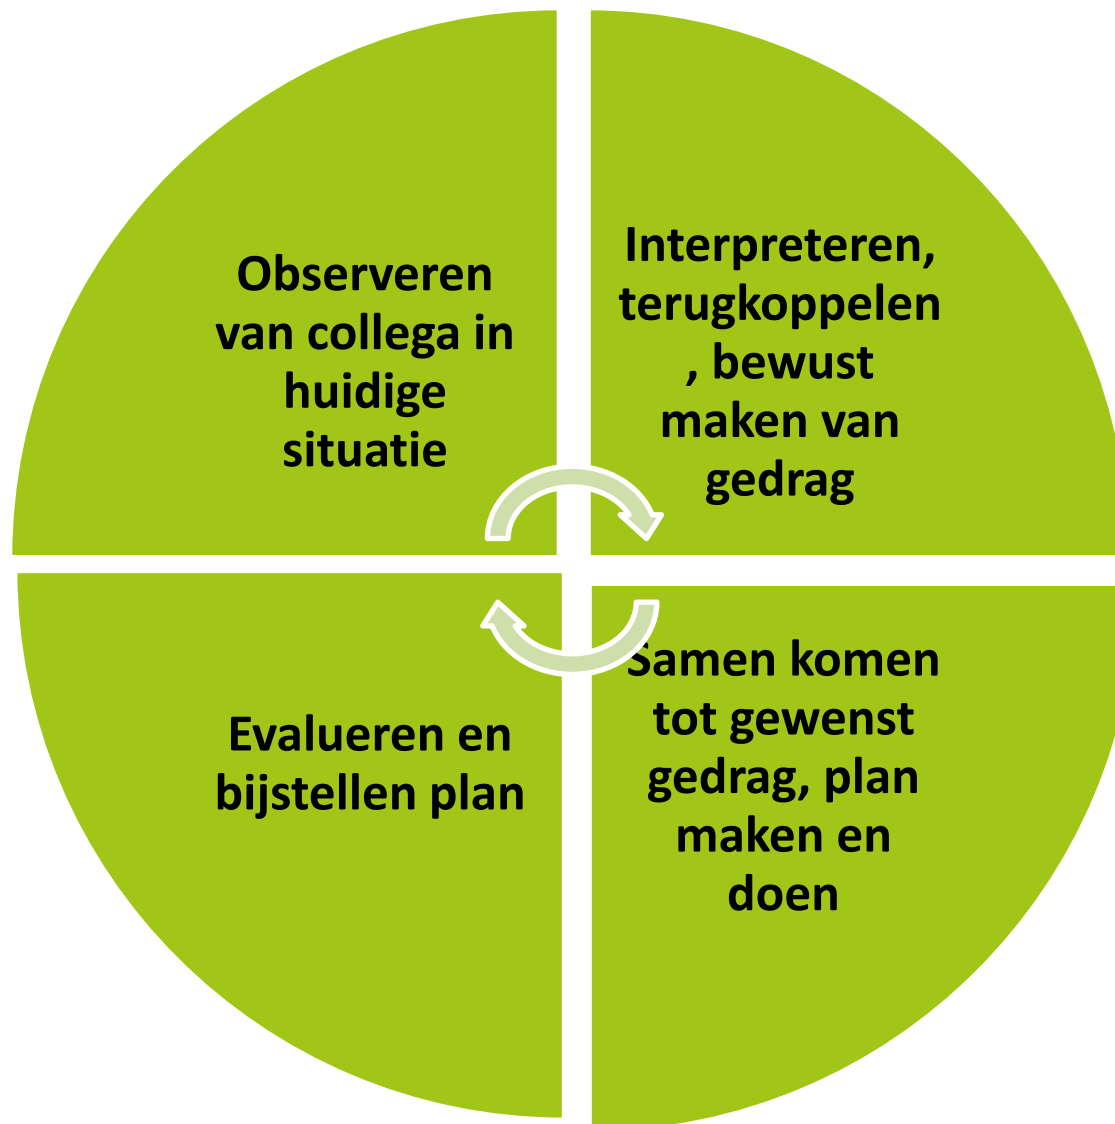 Observeren
van collega in
huidige
situatie
Interpreteren,
terugkoppelen
, bewust
maken van
gedrag
Samen komen
tot gewenst
gedrag, plan
maken en
doen
Evalueren en
bijstellen plan